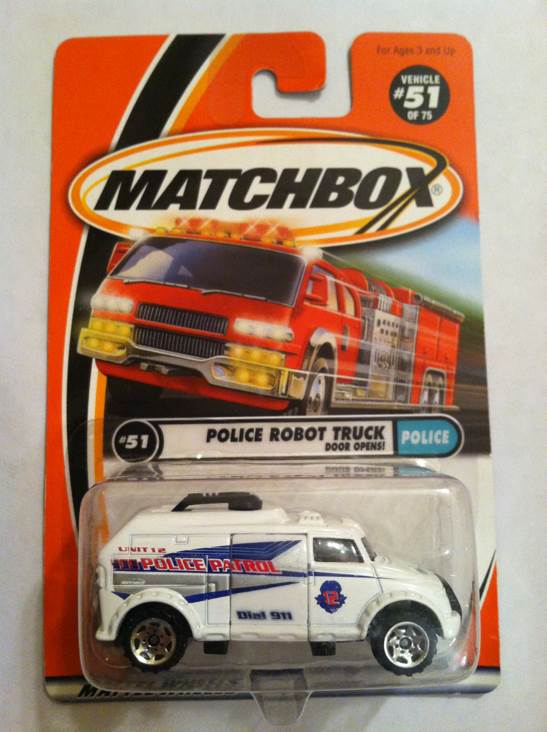 For Ages 3 and Up
VEHICLE
#51
OF 75
MATCHBOX®
#51
POLICE ROBOT TRUCK
DOOR OPENS!
POLICE
UNIT 12
POLICE PATROL
12
Dial 911